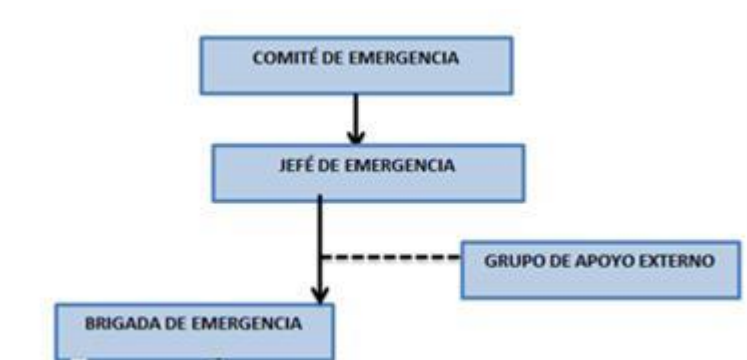 COMITÉ DE EMERGENCIA
JEFÉ DE EMERGENCIA
GRUPO DE APOYO EXTERNO
BRIGADA DE EMERGENCIA